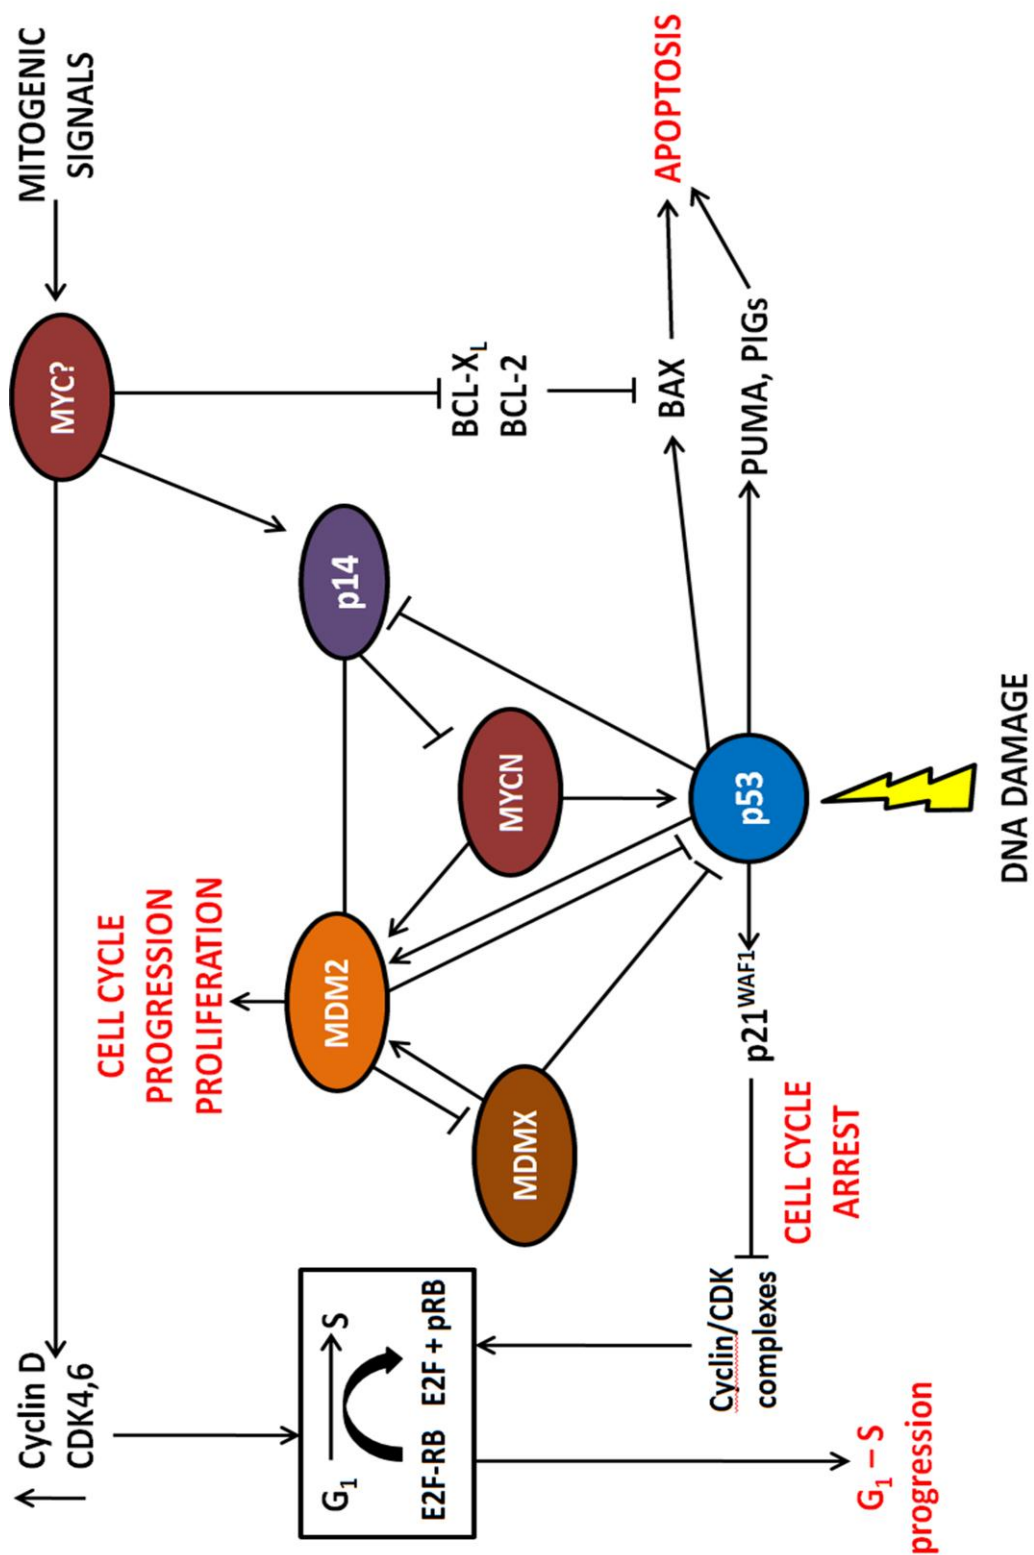 ↑ Cyclin D
CDK4,6
MYC?
MITOGENIC
SIGNALS
CELL CYCLE
PROGRESSION
PROLIFERATION
G₁ S
E2F-RB E2F + pRB
MDM2
p14
MDMX
MYCN
BCL-X_L
BCL-2
BAX
APOPTOSIS
Cyclin/CDK
complexes
p21ᵂᴬᶠ¹
p53
PUMA, PIGs
CELL CYCLE
ARREST
G₁ – S
progression
DNA DAMAGE